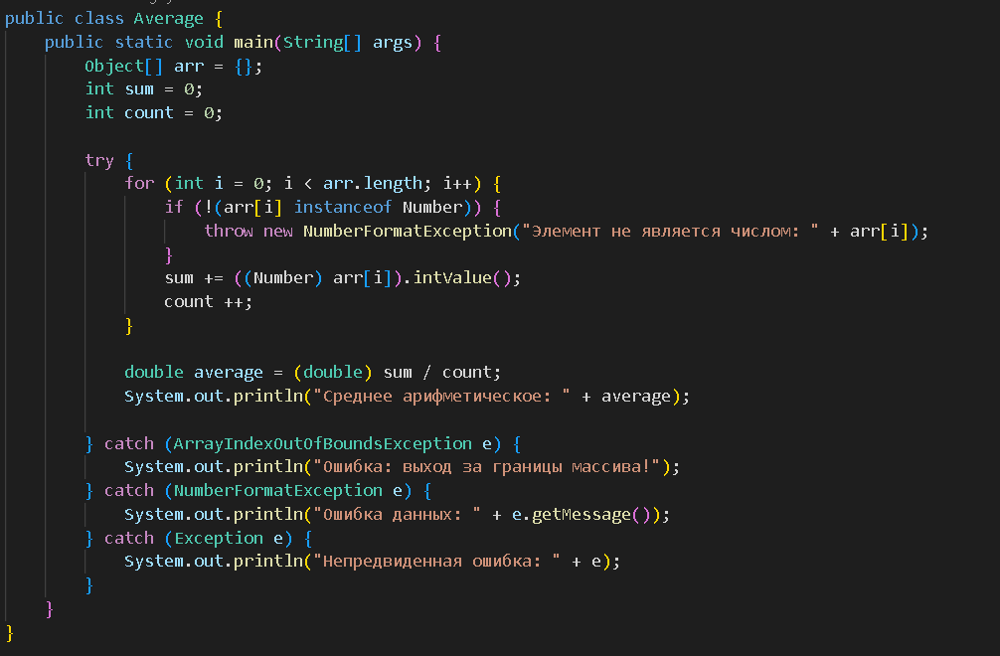 public class Average {
    public static void main(String[] args) {
        Object[] arr = {};
        int sum = 0;
        int count = 0;

        try {
            for (int i = 0; i < arr.length; i++) {
                if (!(arr[i] instanceof Number)) {
                    throw new NumberFormatException("Элемент не является числом: " + arr[i]);
                }
                sum += ((Number) arr[i]).intValue();
                count ++;
            }

            double average = (double) sum / count;
            System.out.println("Среднее арифметическое: " + average);

        } catch (ArrayIndexOutOfBoundsException e) {
            System.out.println("Ошибка: выход за границы массива!");
        } catch (NumberFormatException e) {
            System.out.println("Ошибка данных: " + e.getMessage());
        } catch (Exception e) {
            System.out.println("Непредвиденная ошибка: " + e);
        }
    }
}